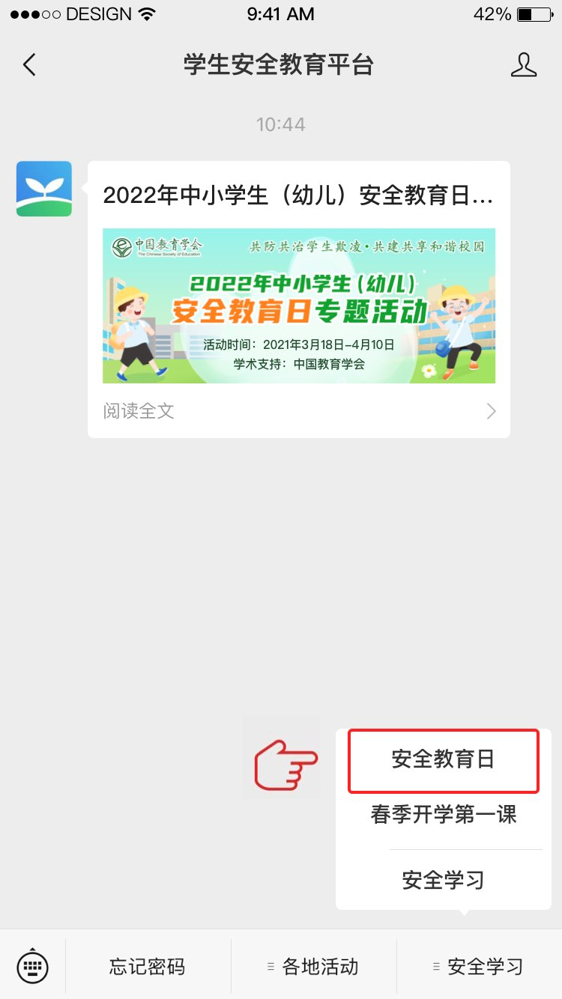 DESIGN 9:41 AM 42%
学生安全教育平台
10:44
2022年中小学生（幼儿）安全教育日...
中国教育学会
The Chinese Society of Education
共防共治学生欺凌·共建共享和谐校园
2022年中小学生（幼儿）
安全教育日专题活动
活动时间：2021年3月18日-4月10日
学术支持：中国教育学会
阅读全文
安全教育日
春季开学第一课
安全学习
忘记密码 各地活动 安全学习